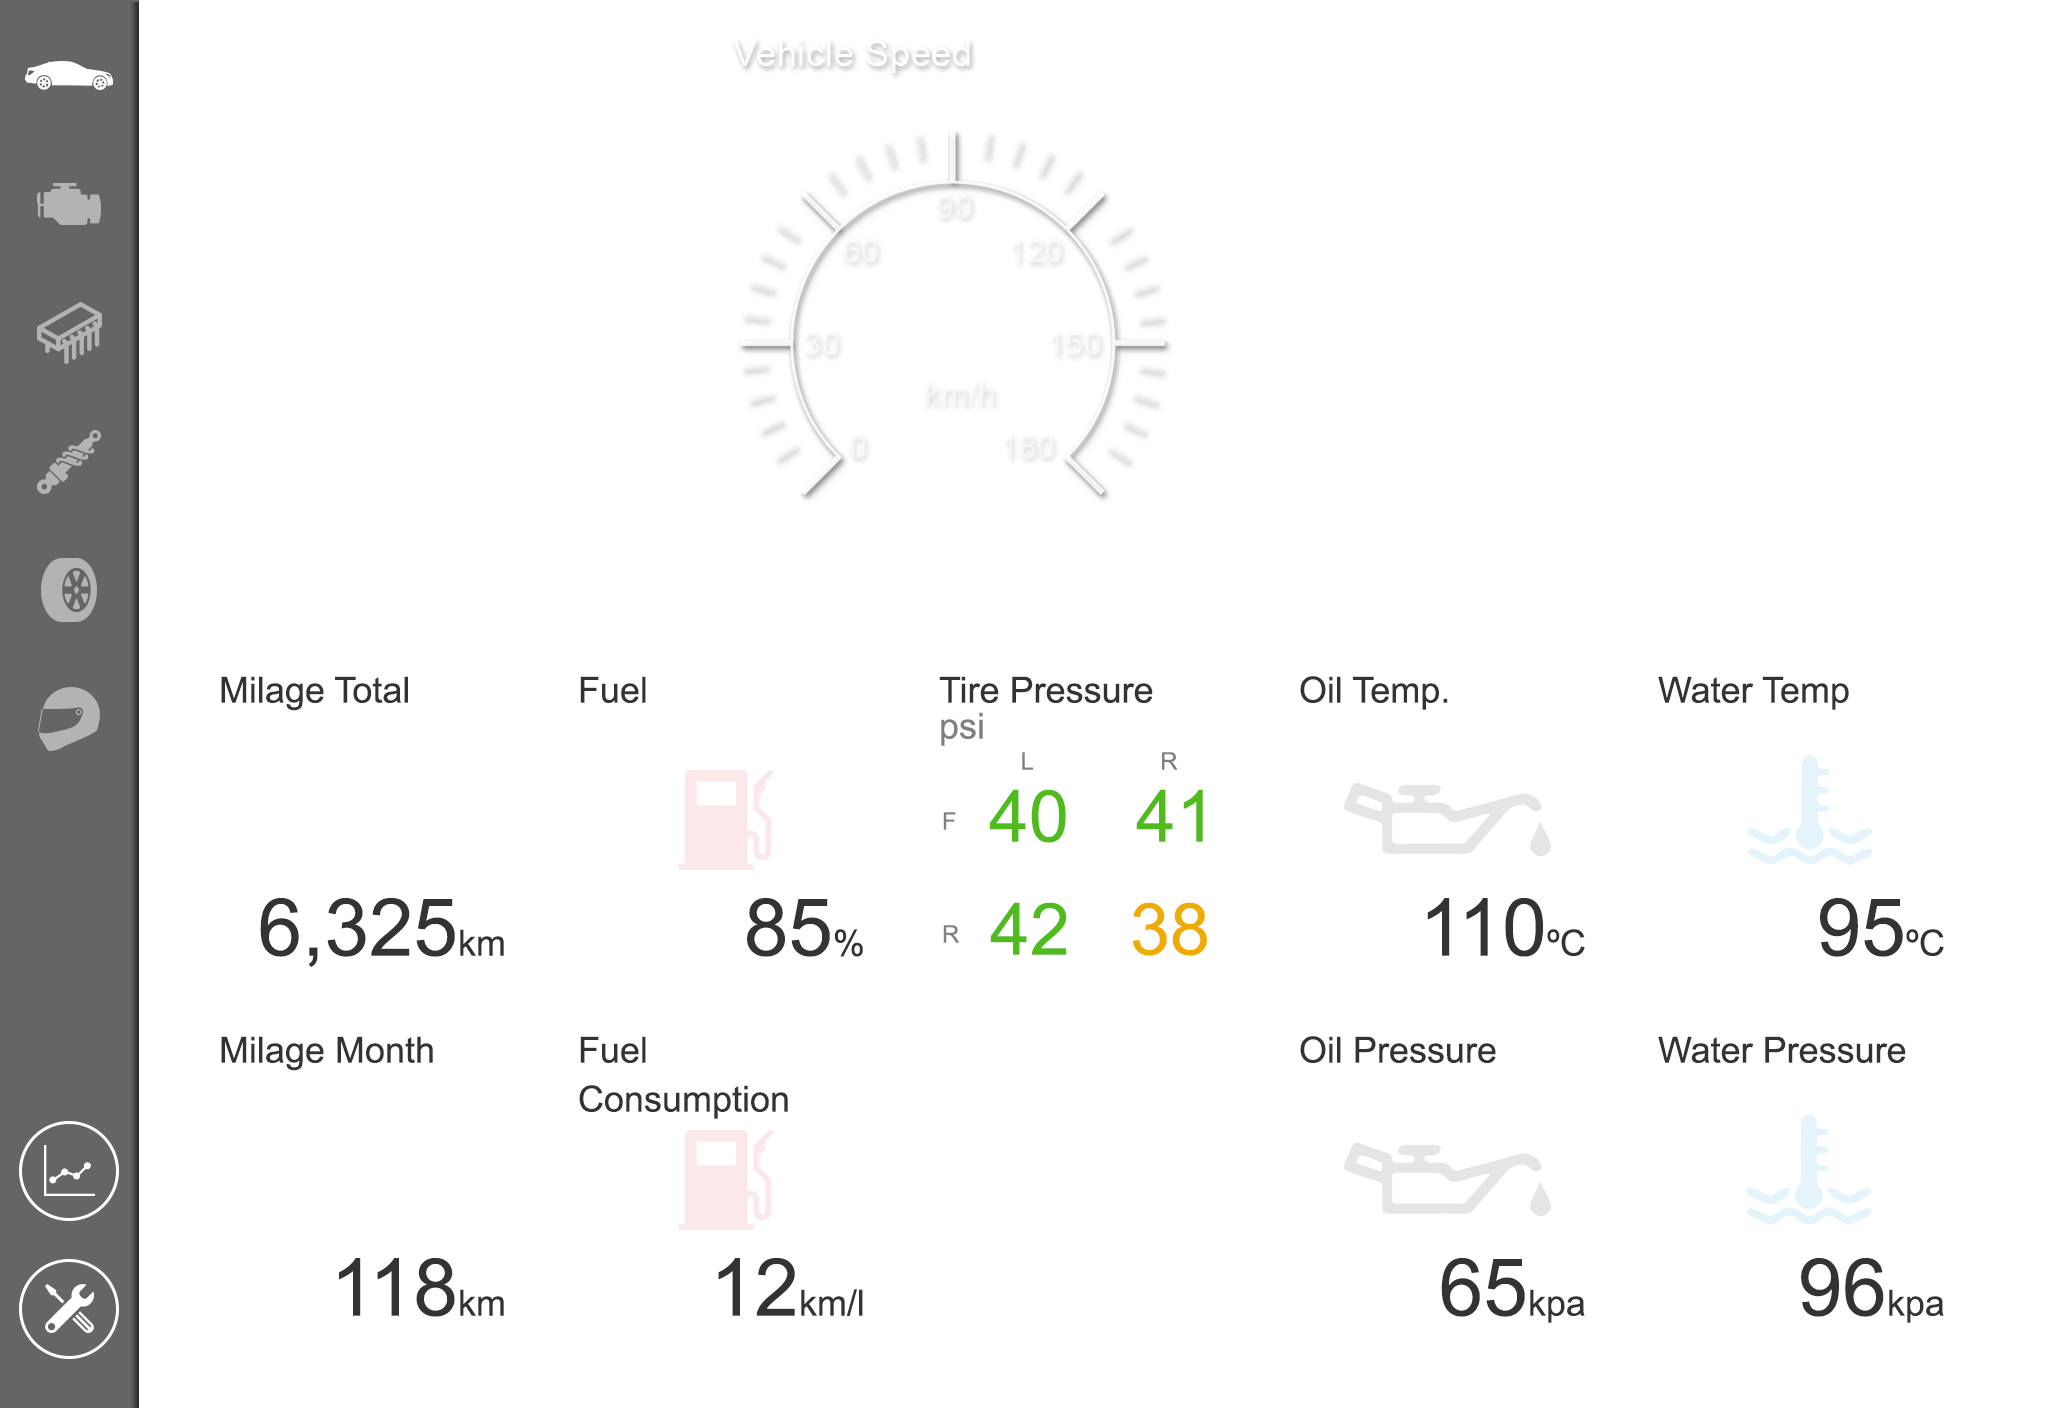 Vehicle Speed
90
60 120
30 150
km/h
0 180
Milage Total
6,325km
Fuel
85%
Tire Pressure
psi
L R
F 40 41
R 42 38
Oil Temp.
110ºC
Water Temp
95ºC
Milage Month
118km
Fuel
Consumption
12km/l
Oil Pressure
65kpa
Water Pressure
96kpa